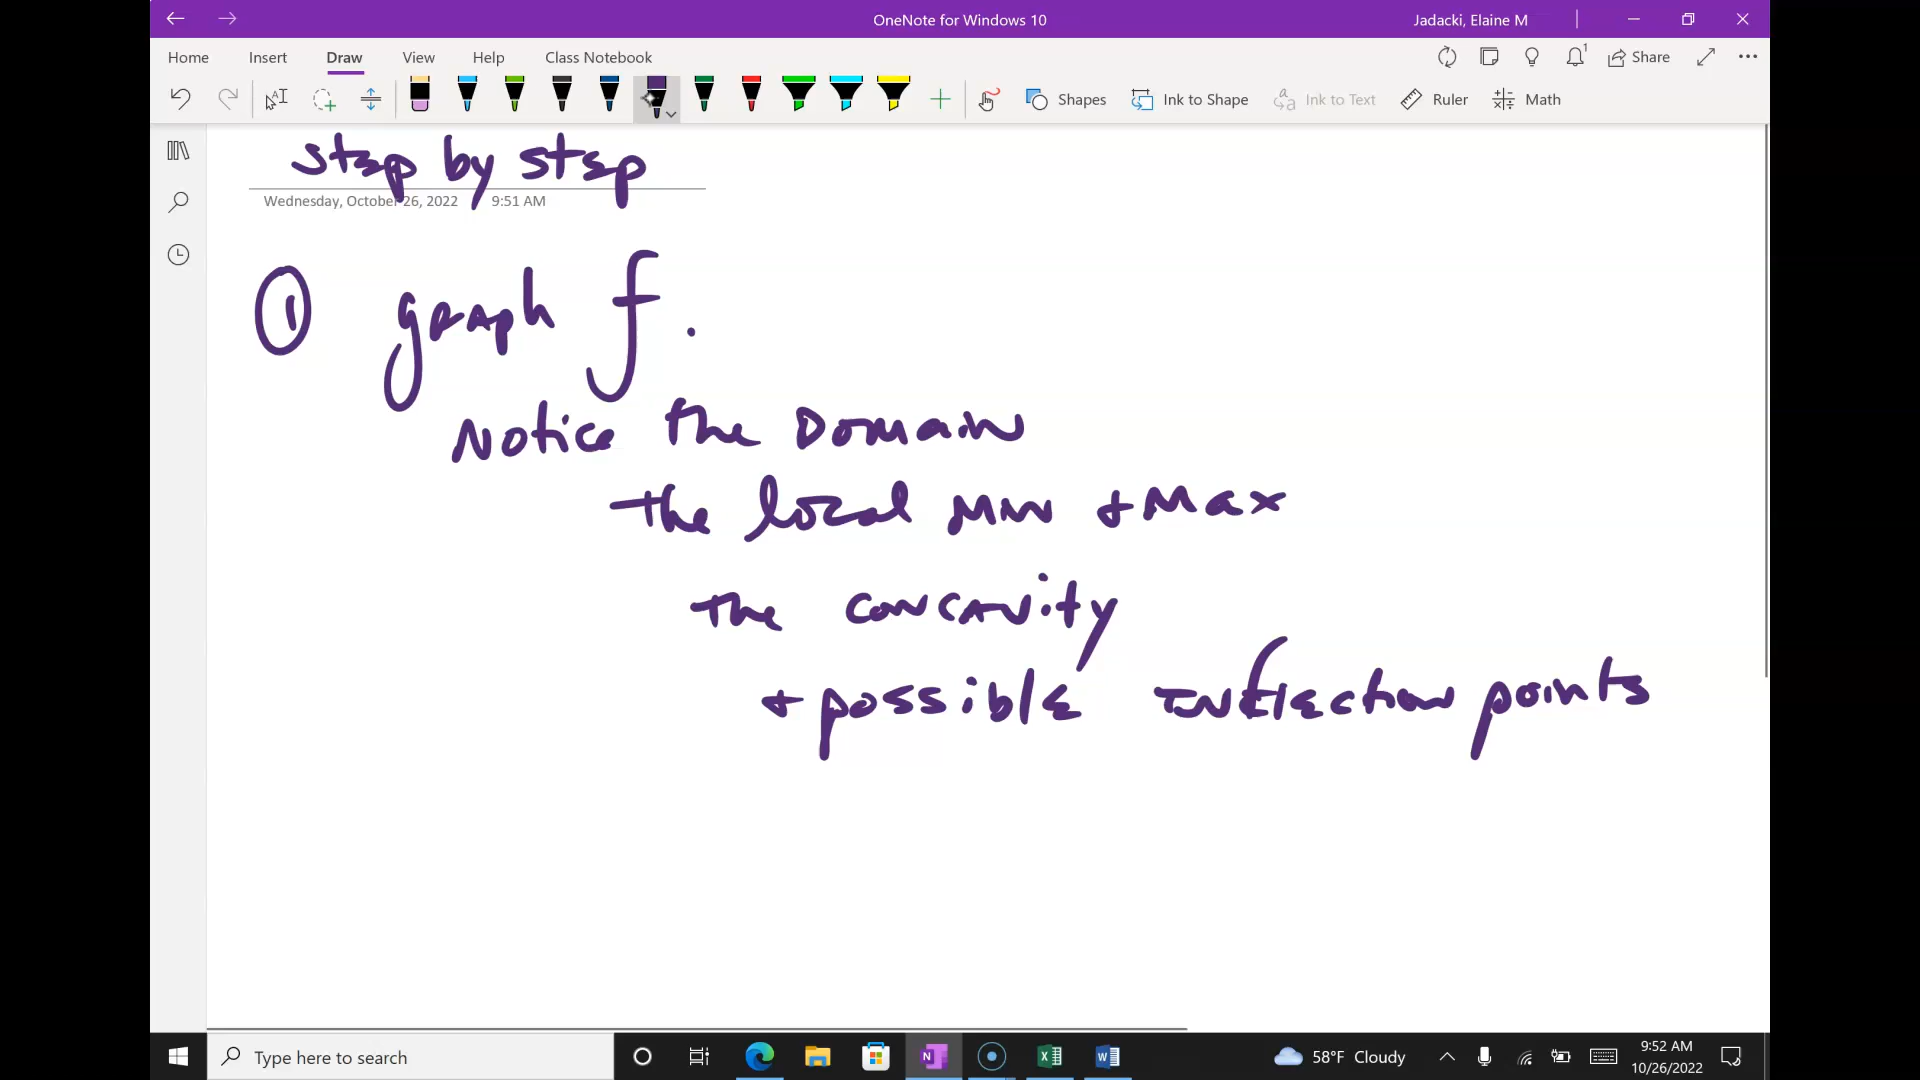 OneNote for Windows 10
Jadacki, Elaine M
Home Insert Draw View Help Class Notebook
1 Share
Shapes Ink to Shape Ink to Text Ruler Math
step by step
Wednesday, October 26, 2022 9:51 AM
① graph f.
Notice the Domain
the local MIN + Max
the concavity
+ possible inflection points
Type here to search
58°F Cloudy
9:52 AM
10/26/2022